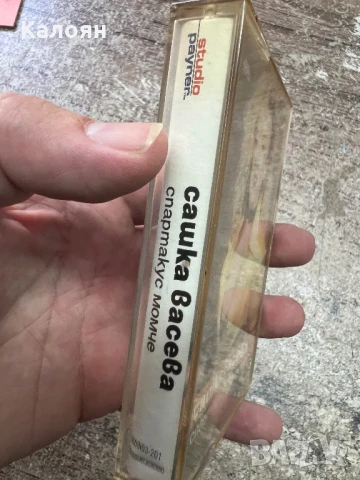 Калоян
studio
payner
сашка васева
спартакус момче